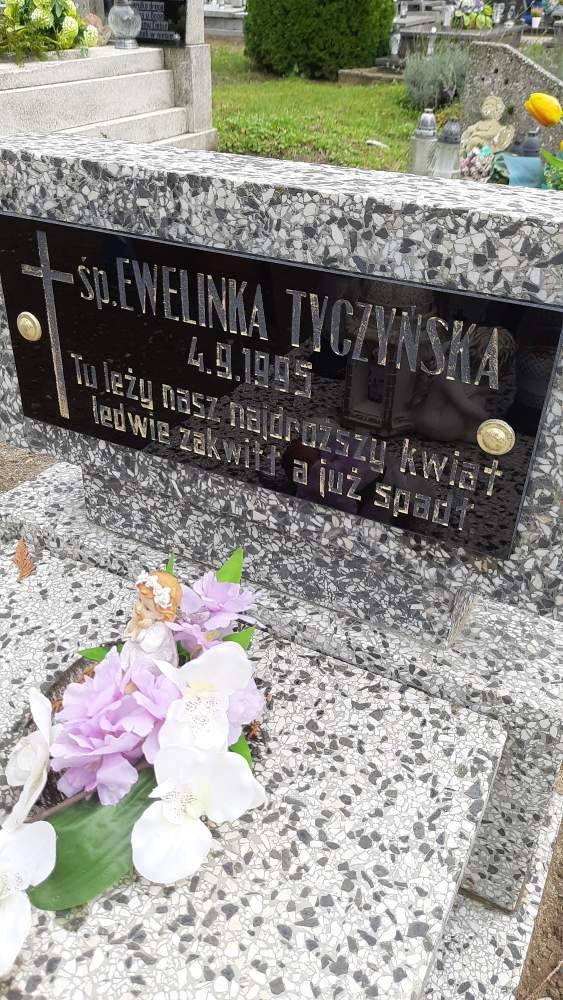 śp. EWELINKA TYCZYŃSKA
4.9.1995
Tu leży nasz najdroższy kwiat
ledwie zakwitł a już spadł